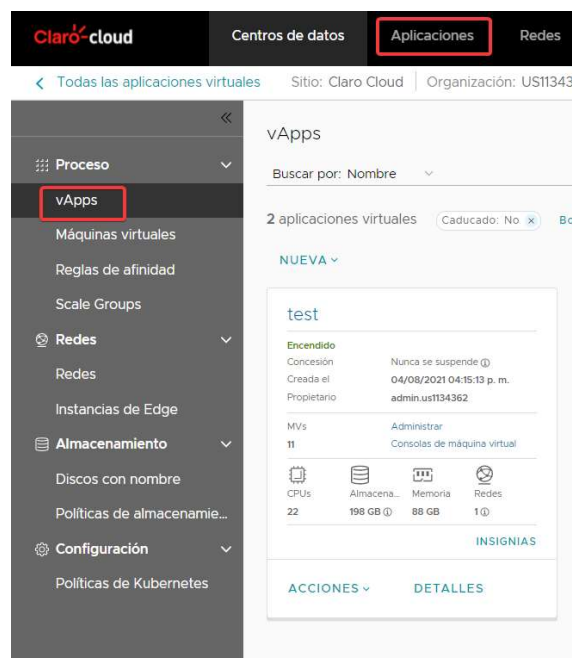 Claro-cloud Centros de datos Aplicaciones Redes
Todas las aplicaciones virtuales Sitio: Claro Cloud Organización: US11343
vApps
Proceso
Buscar por: Nombre
vApps
2 aplicaciones virtuales Caducado: No
Máquinas virtuales
NUEVA
Reglas de afinidad
Scale Groups
test
Redes
Encendido
Concesión Nunca se suspende
Redes
Creada el 04/08/2021 04:15:13 p. m.
Propietario admin.us1134362
Instancias de Edge
MVs Administrar
Almacenamiento
11 Consolas de máquina virtual
Discos con nombre
CPUs Almacena... Memoria Redes
Políticas de almacenamie...
22 198 GB 88 GB 1
Configuración
INSIGNIAS
Políticas de Kubernetes
ACCIONES DETALLES